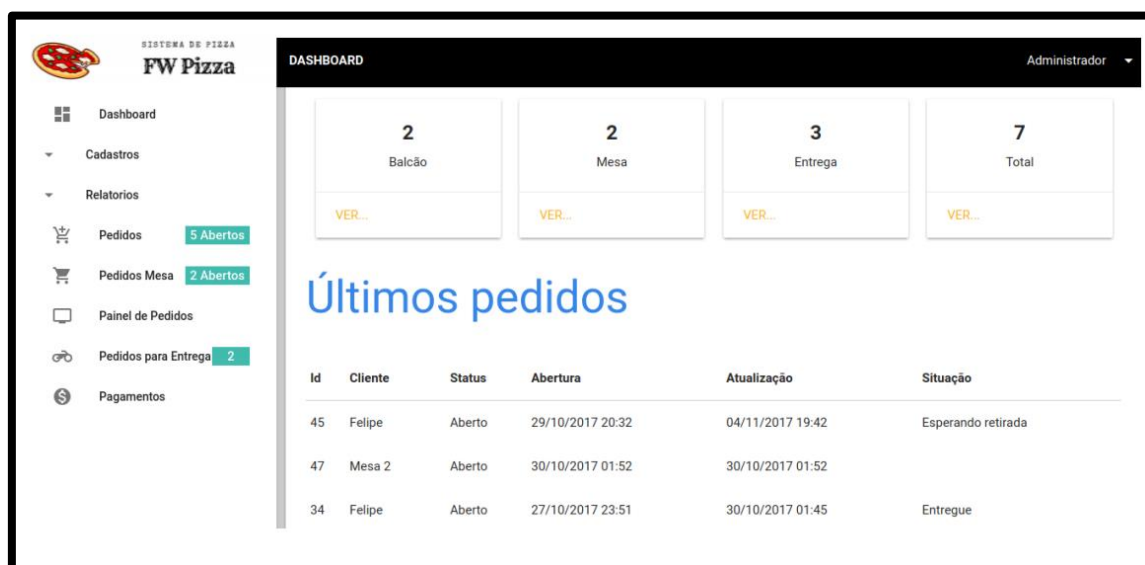 SISTEMA DE PIZZA
FW Pizza
DASHBOARD
Administrador
Dashboard
Cadastros
Relatorios
Pedidos 5 Abertos
Pedidos Mesa 2 Abertos
Painel de Pedidos
Pedidos para Entrega 2
Pagamentos
2
Balcão
VER...
2
Mesa
VER...
3
Entrega
VER...
7
Total
VER...
Últimos pedidos
Id Cliente Status Abertura Atualização Situação
45 Felipe Aberto 29/10/2017 20:32 04/11/2017 19:42 Esperando retirada
47 Mesa 2 Aberto 30/10/2017 01:52 30/10/2017 01:52
34 Felipe Aberto 27/10/2017 23:51 30/10/2017 01:45 Entregue